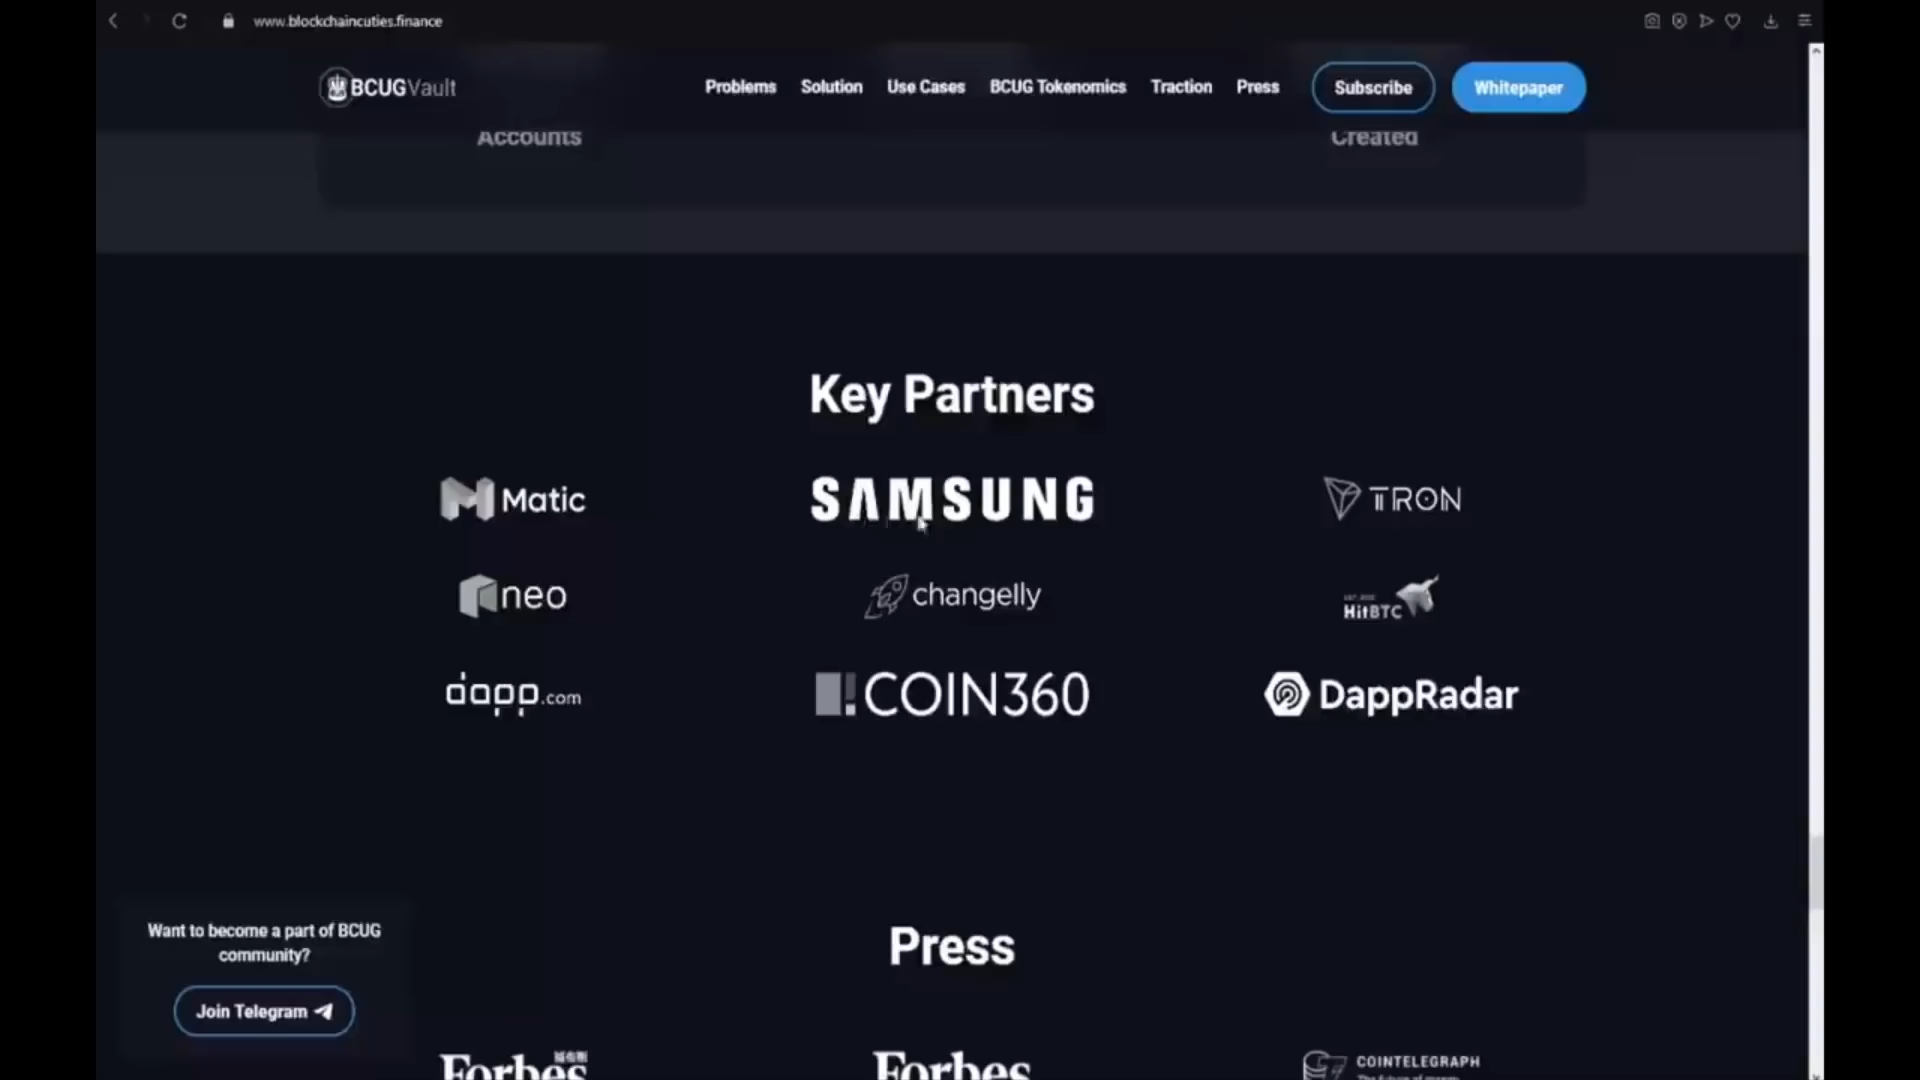 www.blockchaincuties.finance
BCUGVault
Problems Solution Use Cases BCUG Tokenomics Traction Press Subscribe Whitepaper
Accounts Created
Key Partners
Matic SAMSUNG TRON
neo changelly HitBTC
dapp.com COIN360 DappRadar
Want to become a part of BCUG
community?
Join Telegram
Press
Forbes Forbes COINTELEGRAPH